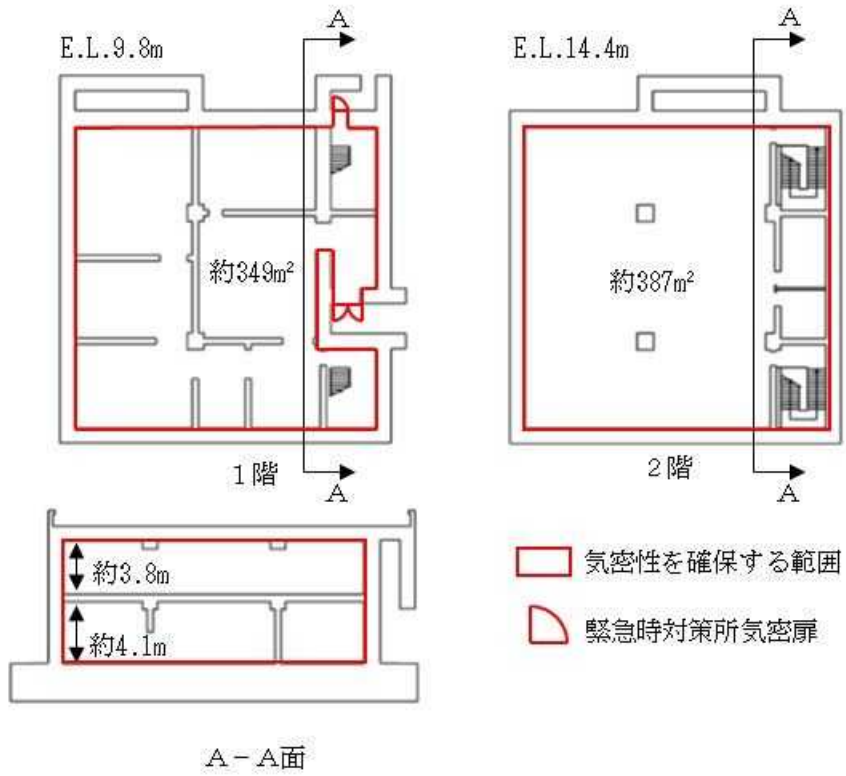 A
E.L.9.8m
約349m²
1階
A
A
E.L.14.4m
約387m²
2階
A
約3.8m
約4.1m
A-A面
気密性を確保する範囲
緊急時対策所気密扉